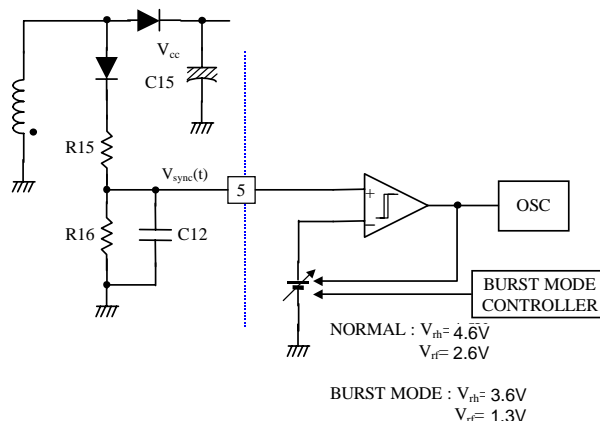 V_cc
C15
R15
V_sync(t)
5
+
−
OSC
R16
C12
BURST MODE
CONTROLLER
NORMAL : V_rh= 4.6V
V_rf= 2.6V
BURST MODE : V_rh= 3.6V
V_rf= 1.3V